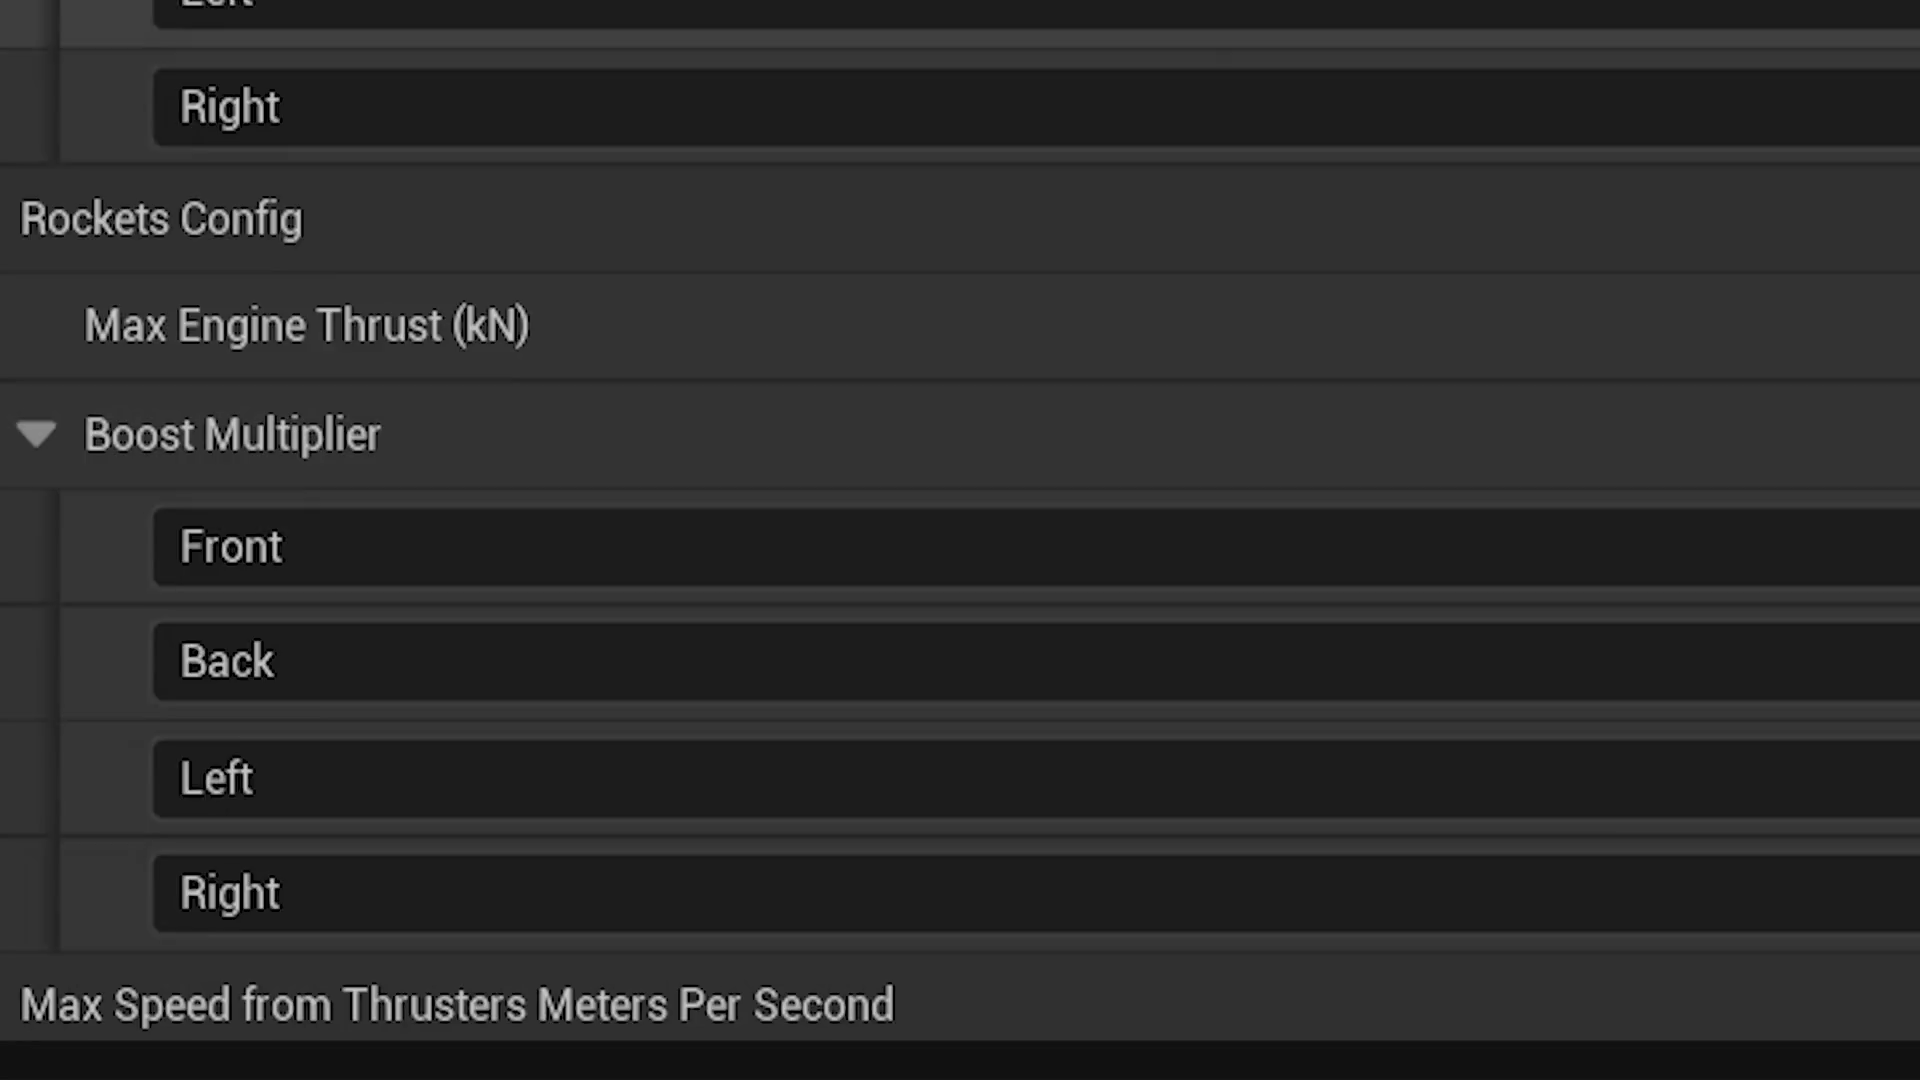 Left
Right
Rockets Config
Max Engine Thrust (kN)
Boost Multiplier
Front
Back
Left
Right
Max Speed from Thrusters Meters Per Second